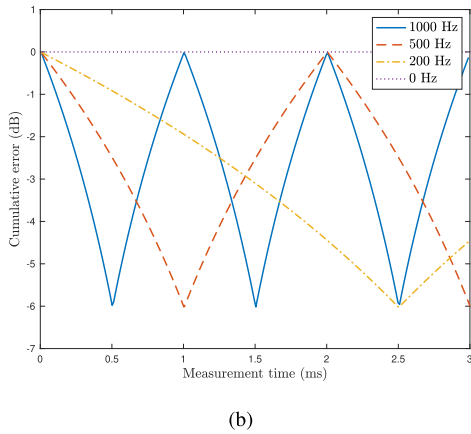 1
0
-1
-2
-3
-4
-5
-6
-7
Cumulative error (dB)
1000 Hz
500 Hz
200 Hz
0 Hz
0 0.5 1 1.5 2 2.5 3
Measurement time (ms)
(b)